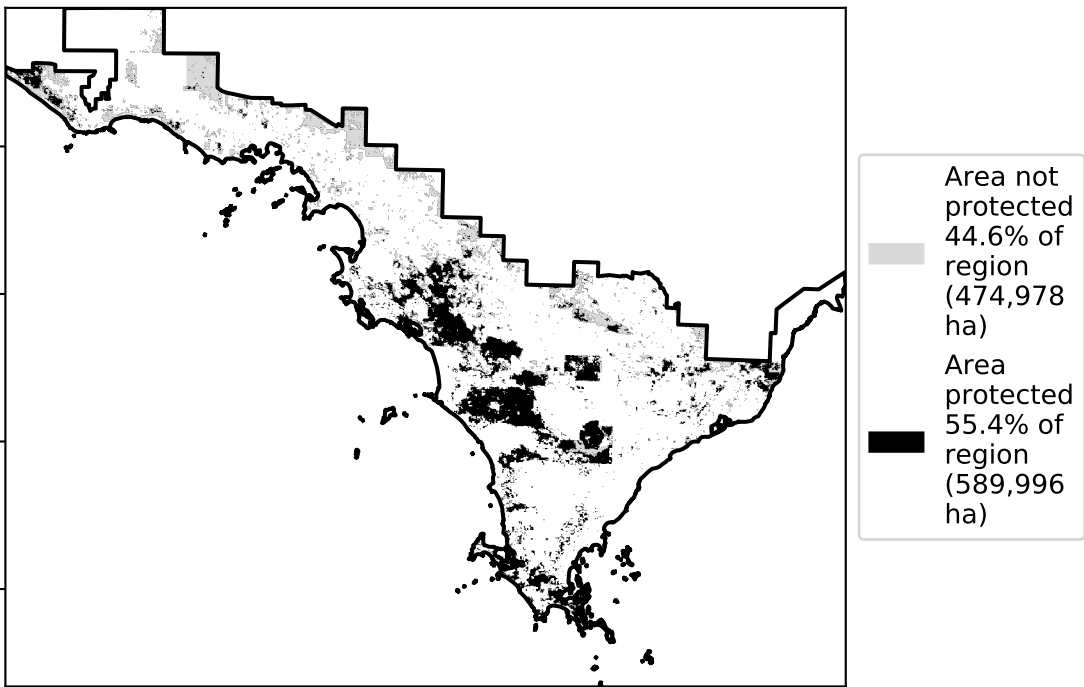 Area not
protected
44.6% of
region
(474,978
ha)
Area
protected
55.4% of
region
(589,996
ha)